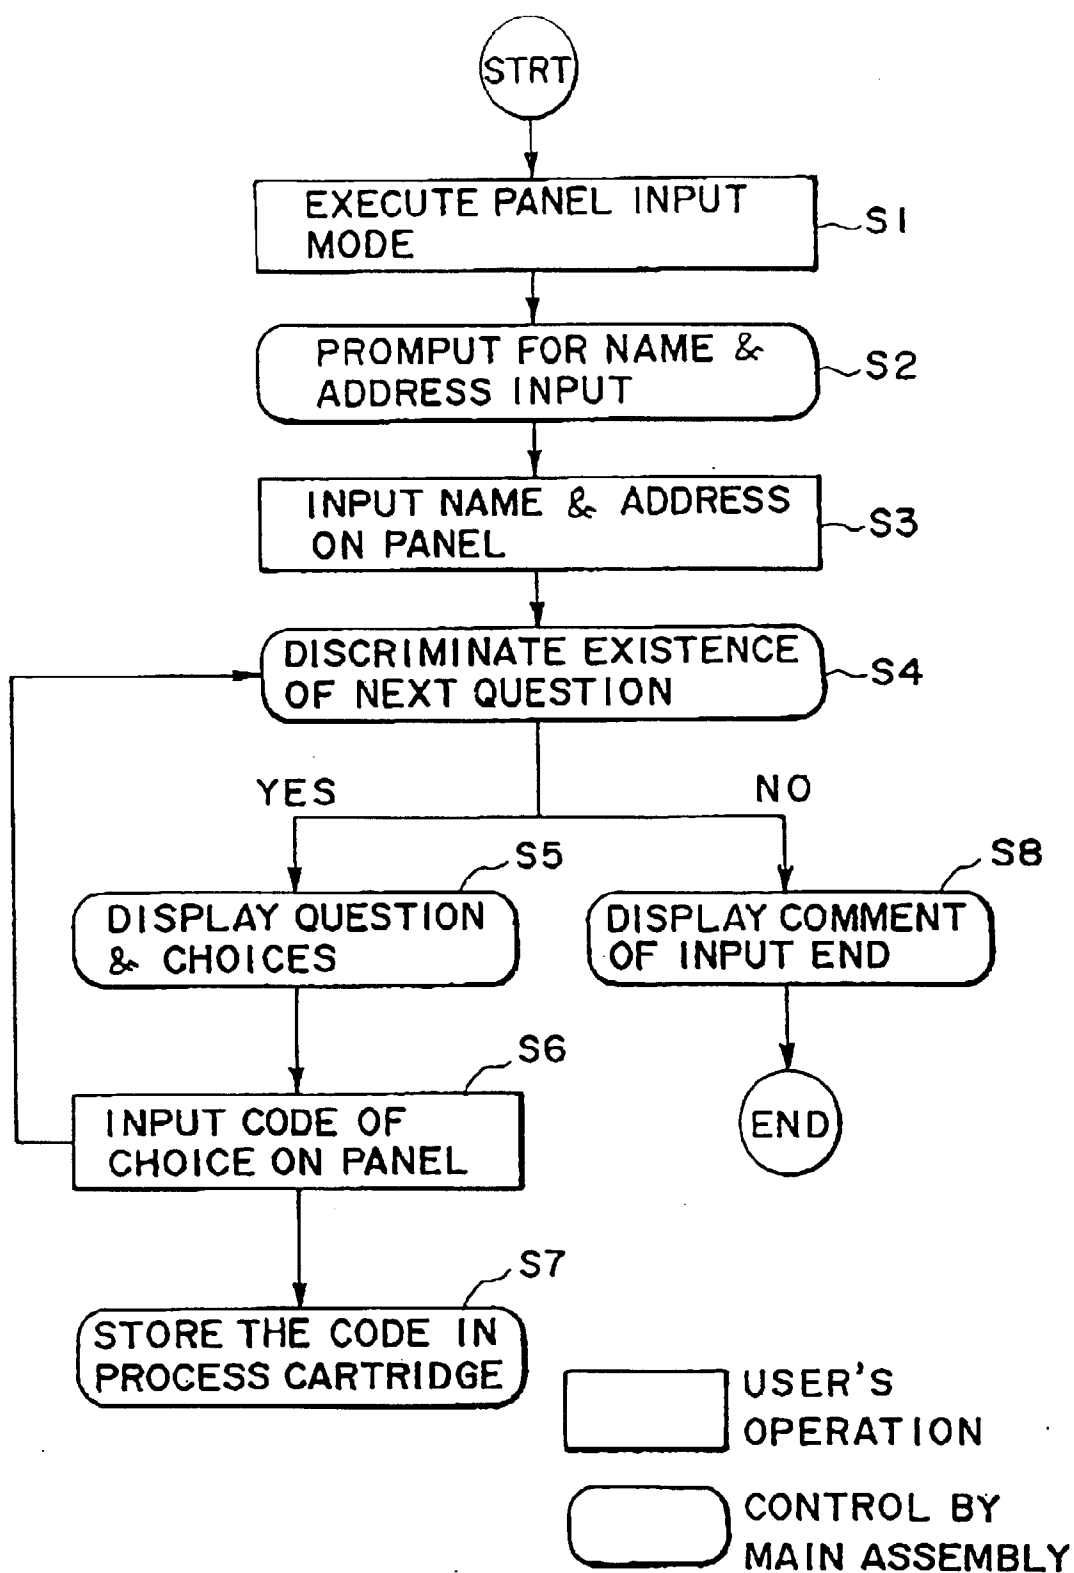 STRT
EXECUTE PANEL INPUT
MODE
S1
PROMPUT FOR NAME &
ADDRESS INPUT
S2
INPUT NAME & ADDRESS
ON PANEL
S3
DISCRIMINATE EXISTENCE
OF NEXT QUESTION
S4
YES
NO
S5
S8
DISPLAY QUESTION
& CHOICES
DISPLAY COMMENT
OF INPUT END
S6
INPUT CODE OF
CHOICE ON PANEL
END
S7
STORE THE CODE IN
PROCESS CARTRIDGE
USER'S
OPERATION
CONTROL BY
MAIN ASSEMBLY